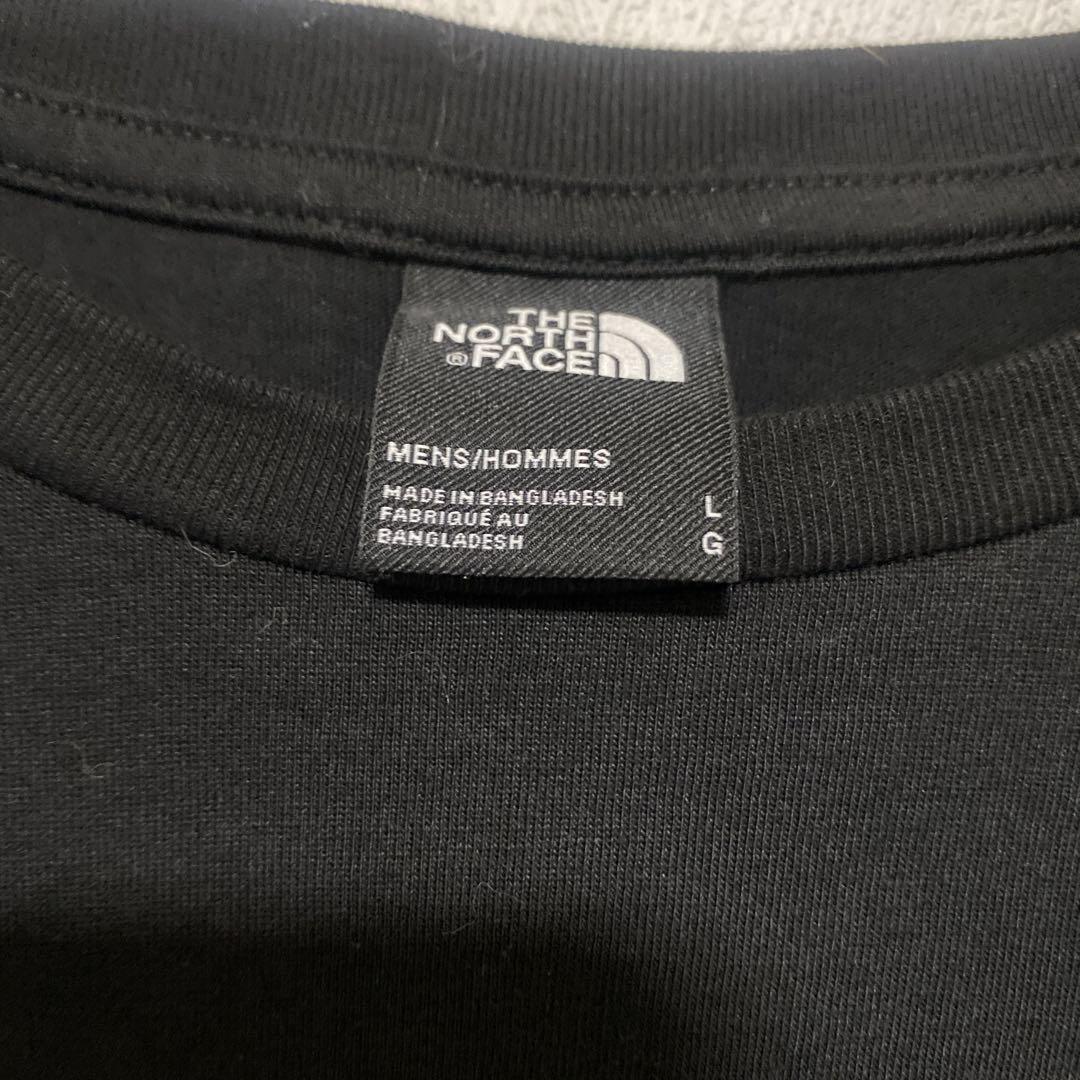 THE
NORTH
® FACE
MENS/HOMMES
MADE IN BANGLADESH
FABRIQUÉ AU
BANGLADESH
L
G